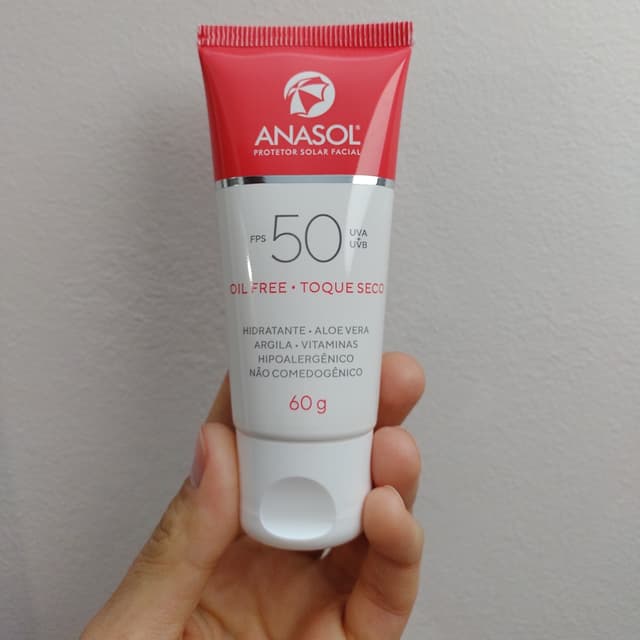 ANASOL®
PROTETOR SOLAR FACIAL
FPS 50 UVA + UVB
OIL FREE • TOQUE SECO
HIDRATANTE • ALOE VERA
ARGILA • VITAMINAS
HIPOALERGÊNICO
NÃO COMEDOGÊNICO
60 g